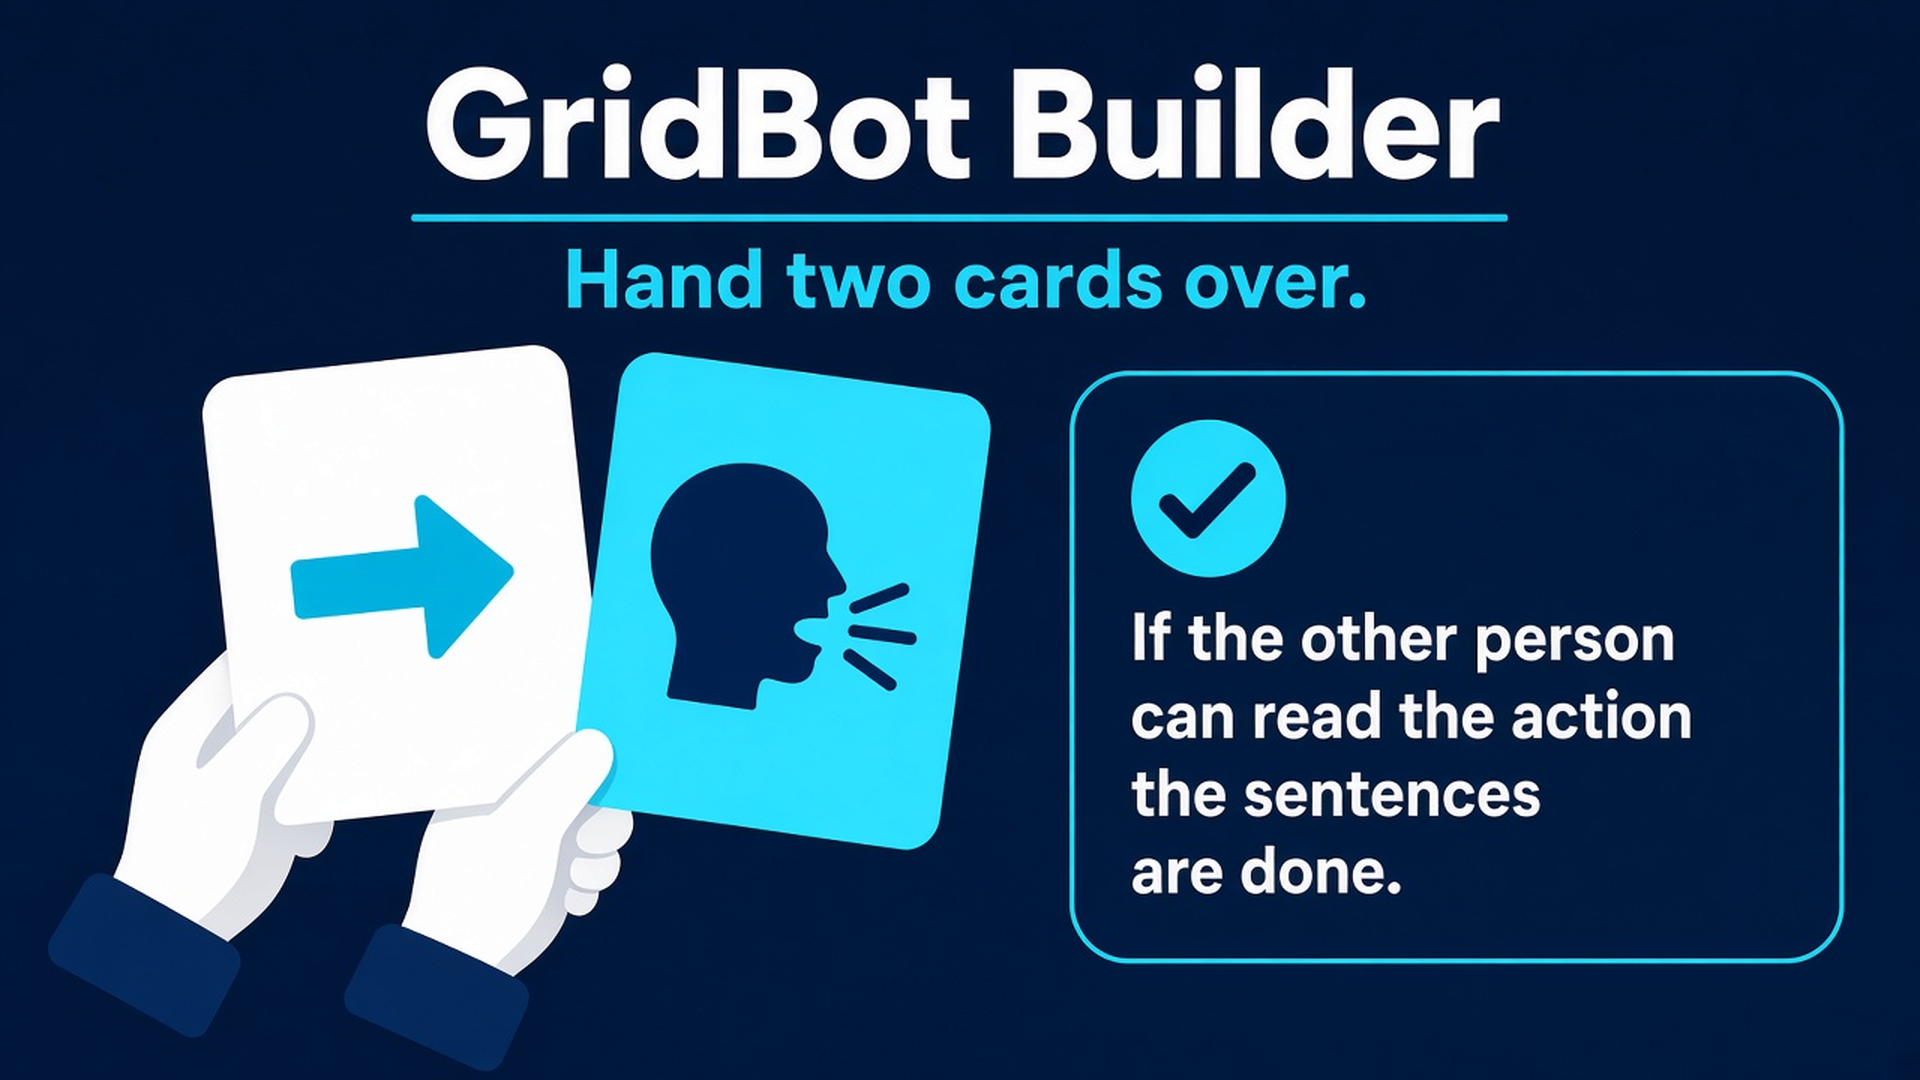 GridBot Builder
Hand two cards over.
If the other person
can read the action
the sentences
are done.